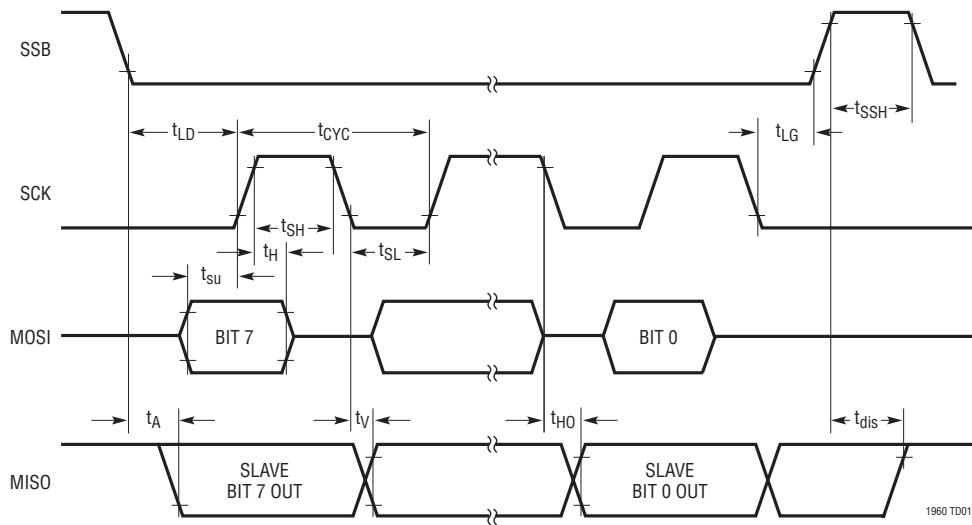 SSB
tSSH
tLD
tCYC
tLG
SCK
tSH
tH
tSL
tsu
MOSI
BIT 7
BIT 0
tA
tV
tHO
tdis
MISO
SLAVE
BIT 7 OUT
SLAVE
BIT 0 OUT
1960 TD01